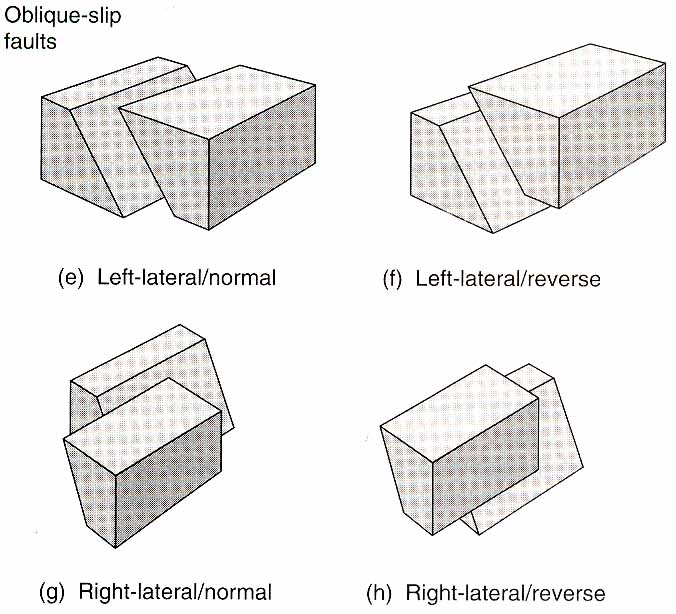 Oblique-slip
faults
(e) Left-lateral/normal
(f) Left-lateral/reverse
(g) Right-lateral/normal
(h) Right-lateral/reverse